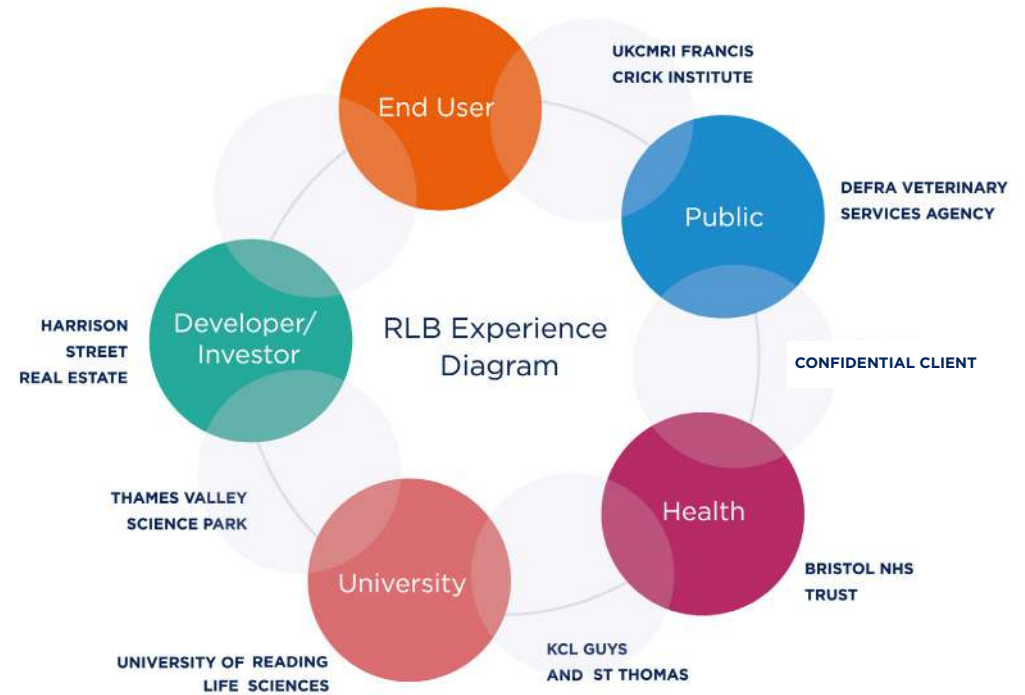 UKCMRI FRANCIS
CRICK INSTITUTE
End User
DEFRA VETERINARY
SERVICES AGENCY
Public
HARRISON
STREET
REAL ESTATE
Developer/
Investor
RLB Experience
Diagram
CONFIDENTIAL CLIENT
THAMES VALLEY
SCIENCE PARK
Health
BRISTOL NHS
TRUST
University
UNIVERSITY OF READING
LIFE SCIENCES
KCL GUYS
AND ST THOMAS